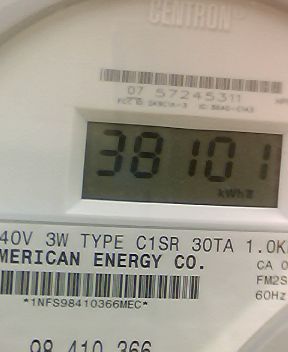 CENTRON®
07 57245311
38101
kWh
40V 3W TYPE C1SR 30TA 1.0K
MERICAN ENERGY CO.
CA 0
FM2S
60Hz
*1NFS98410366MEC*
98 410 366